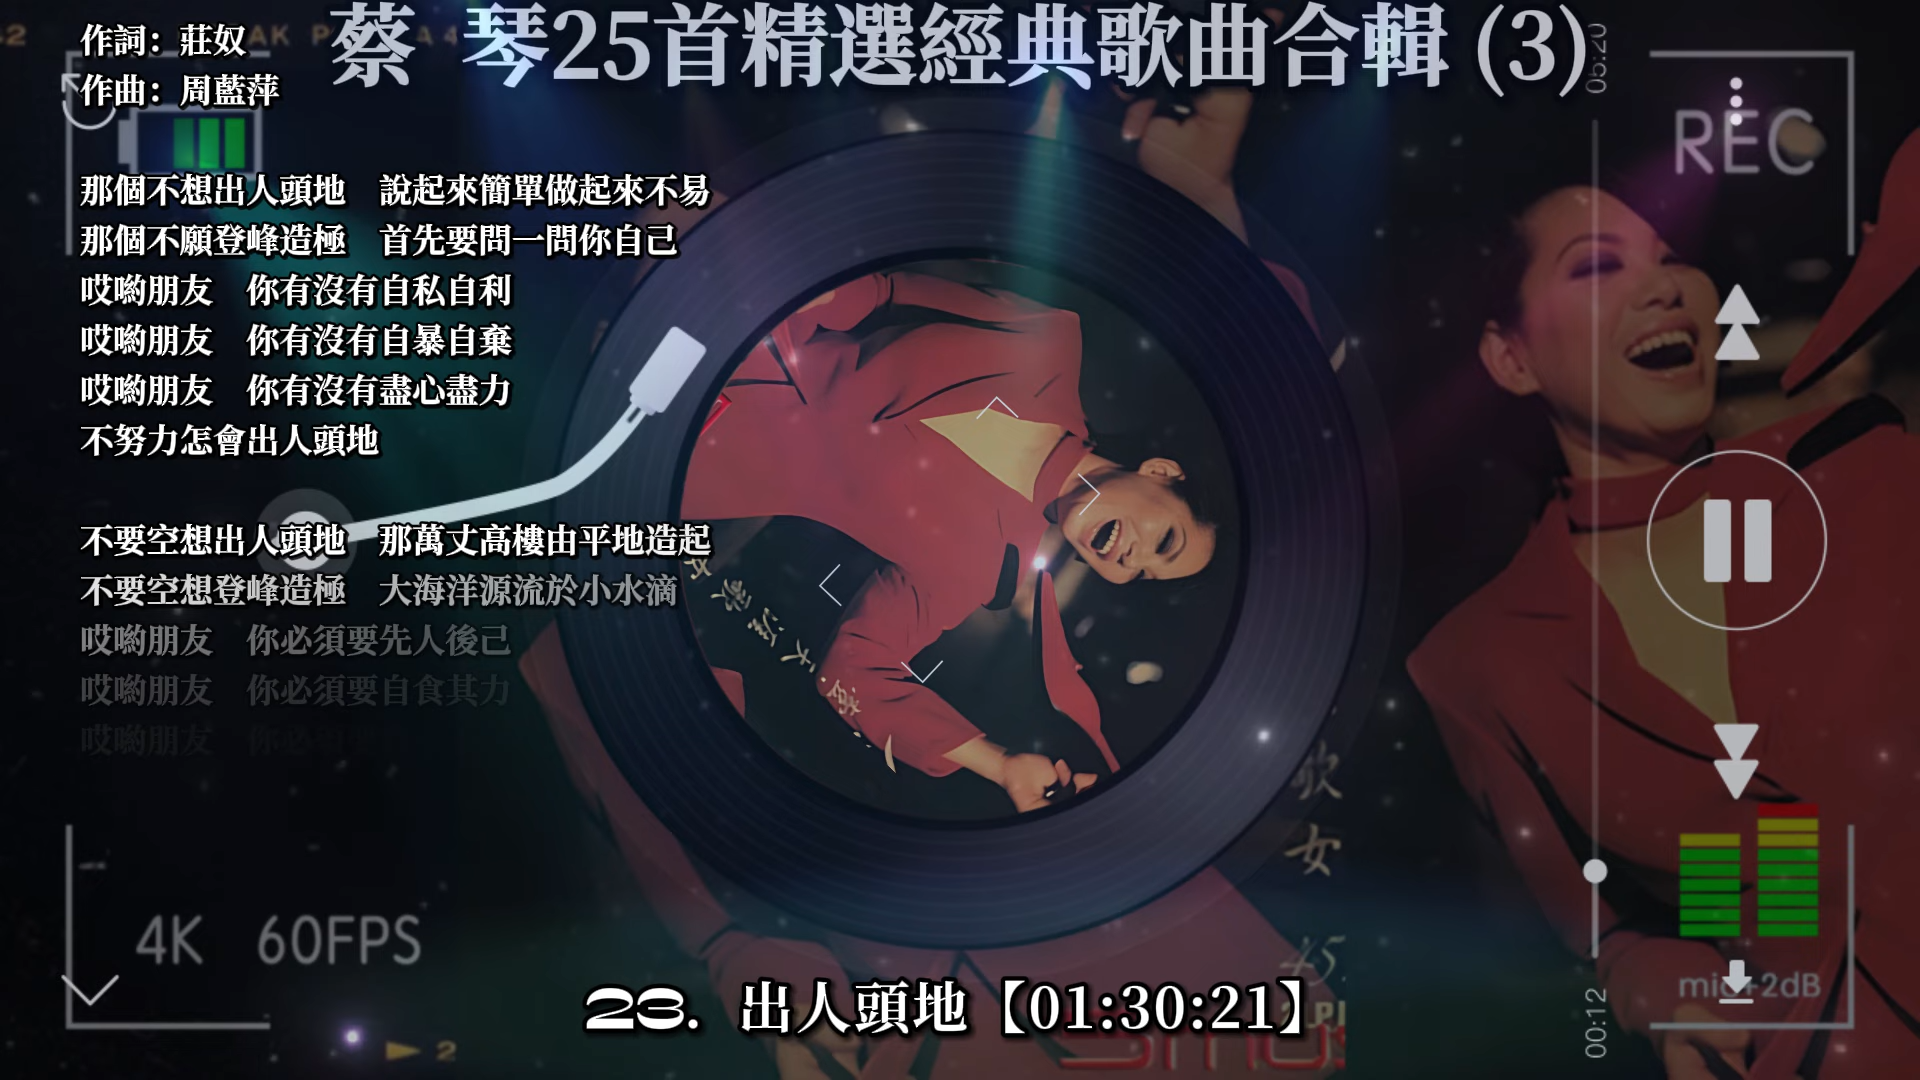 蔡 琴25首精選經典歌曲合輯 (3)
作詞：莊奴
作曲：周藍萍
那個不想出人頭地　說起來簡單做起來不易
那個不願登峰造極　首先要問一問你自己
哎喲朋友　你有沒有自私自利
哎喲朋友　你有沒有自暴自棄
哎喲朋友　你有沒有盡心盡力
不努力怎會出人頭地
不要空想出人頭地　那萬丈高樓由平地造起
不要空想登峰造極　大海洋源流於小水滴
哎喲朋友　你必須要先人後己
哎喲朋友　你必須要自食其力
哎喲朋友　你必
05:20
REC
歌
女
45.
4K 60FPS
mic+2dB
00:12
2
23. 出人頭地【01:30:21】